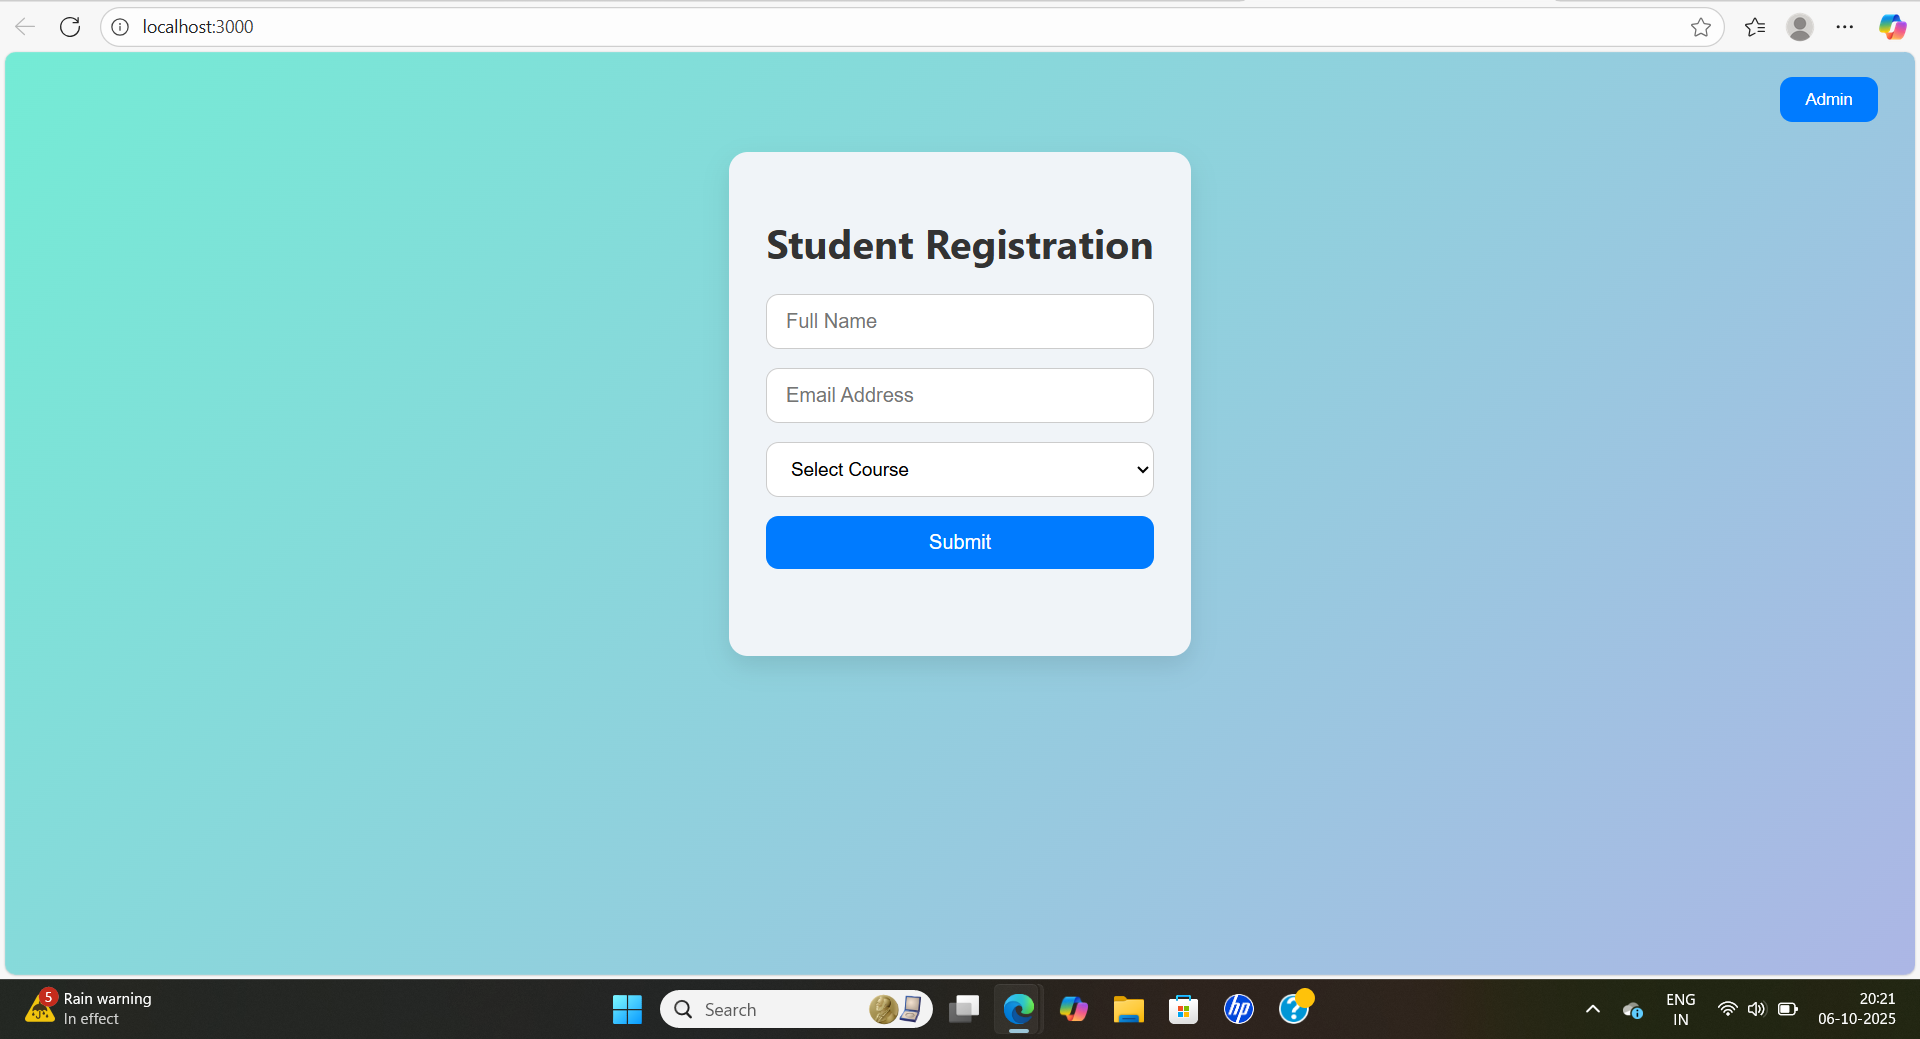 localhost:3000
Admin
Student Registration
Full Name
Email Address
Select Course
Submit
5
Rain warning
In effect
Search
hp
?
ENG
IN
20:21
06-10-2025